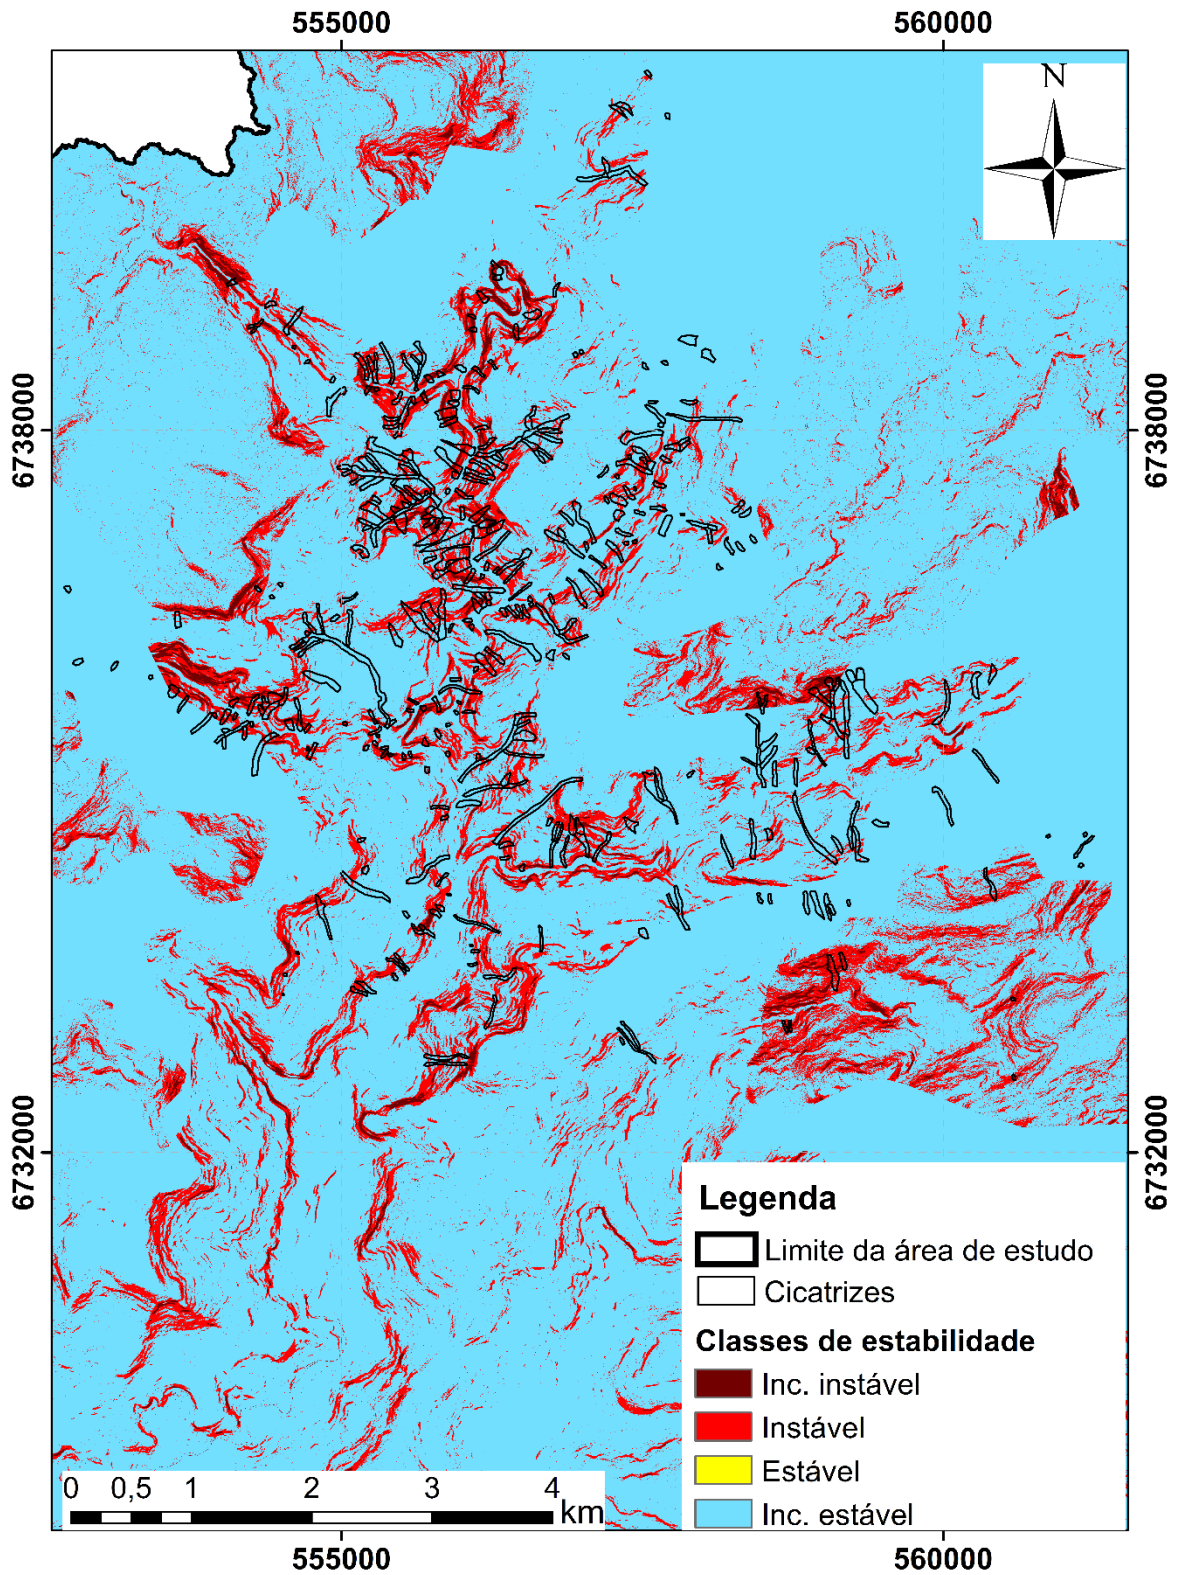 555000 560000
N
6738000 6738000
6732000 6732000
Legenda
Limite da área de estudo
Cicatrizes
Classes de estabilidade
Inc. instável
Instável
Estável
Inc. estável
0 0,5 1 2 3 4
km
555000 560000